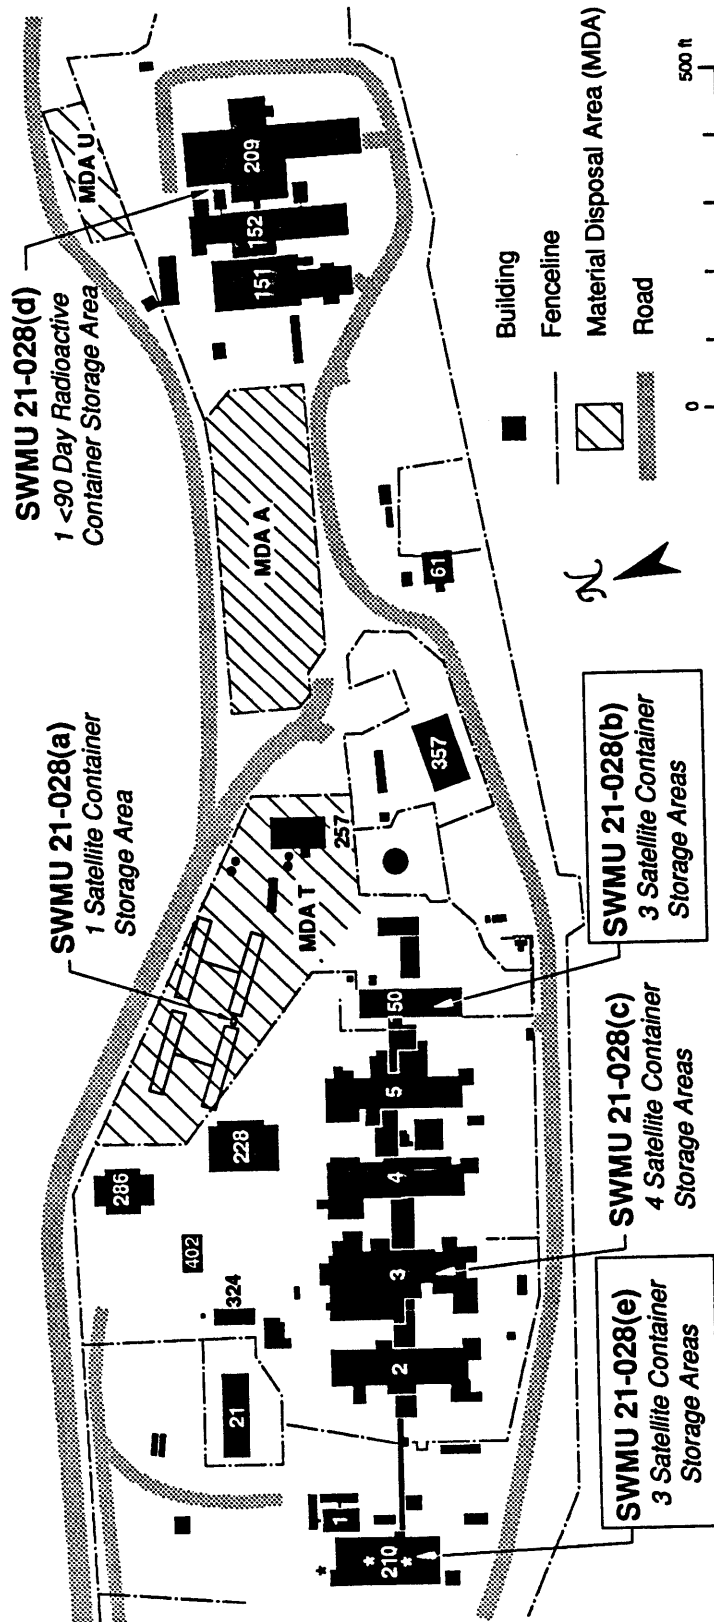 SWMU 21-028(d)
1 <90 Day Radioactive
Container Storage Area
MDA U
209
152
151
SWMU 21-028(a)
1 Satellite Container
Storage Area
MDA A
MDA T
257
357
61
286
228
402
324
21
1
210
2
3
4
5
150
SWMU 21-028(e)
3 Satellite Container
Storage Areas
SWMU 21-028(c)
4 Satellite Container
Storage Areas
SWMU 21-028(b)
3 Satellite Container
Storage Areas
N
Building
Fenceline
Material Disposal Area (MDA)
Road
0
500 ft